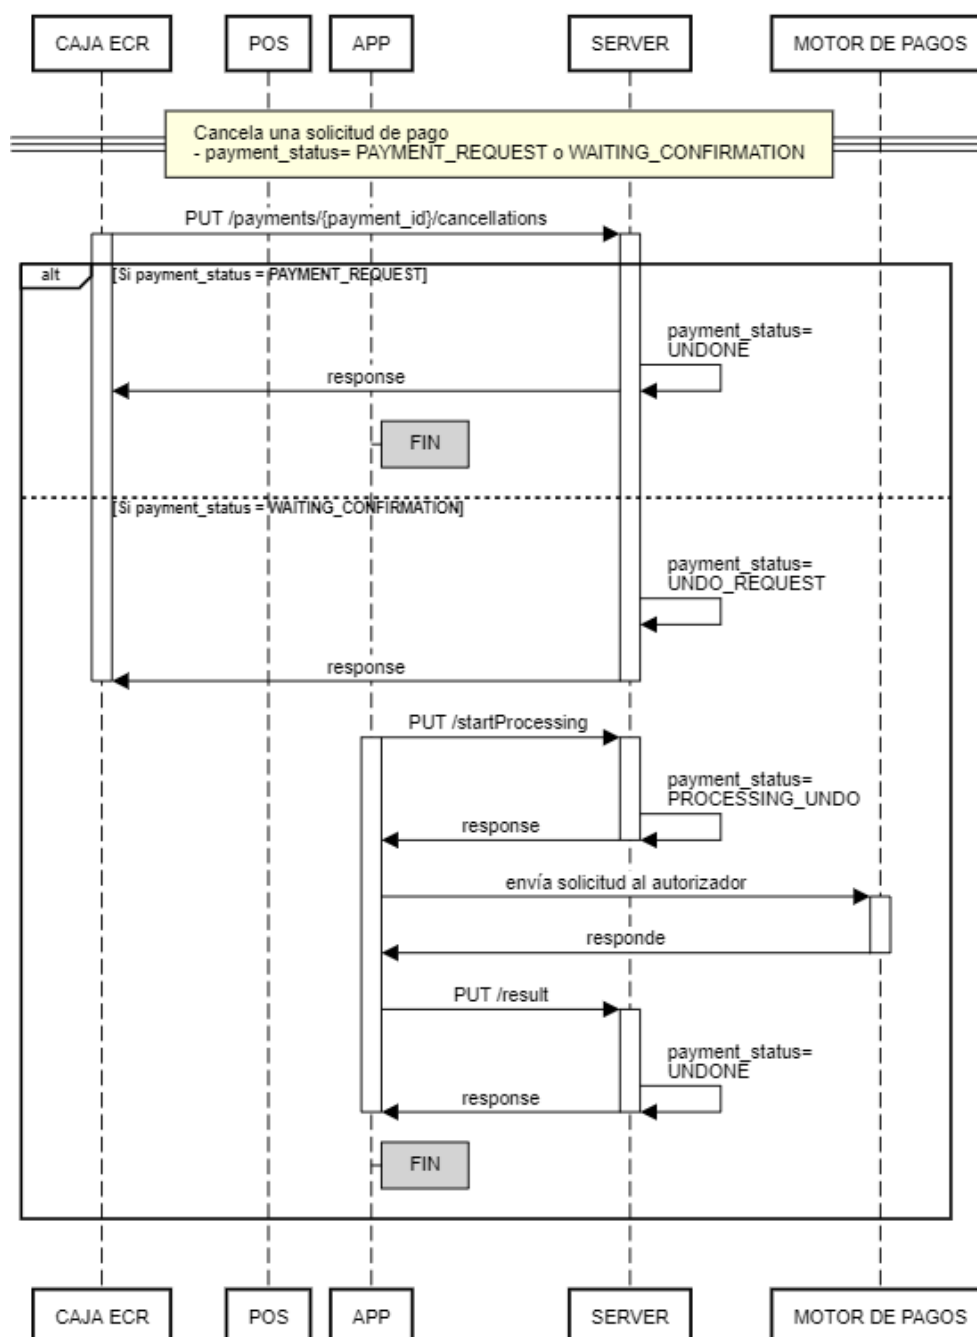 CAJA ECR
POS
APP
SERVER
MOTOR DE PAGOS
Cancela una solicitud de pago
- payment_status= PAYMENT_REQUEST o WAITING_CONFIRMATION
PUT /payments/{payment_id}/cancellations
alt
[Si payment_status = PAYMENT_REQUEST]
payment_status=
UNDONE
response
FIN
[Si payment_status = WAITING_CONFIRMATION]
payment_status=
UNDO_REQUEST
response
PUT /startProcessing
payment_status=
PROCESSING_UNDO
response
envía solicitud al autorizador
responde
PUT /result
payment_status=
UNDONE
response
FIN
CAJA ECR
POS
APP
SERVER
MOTOR DE PAGOS